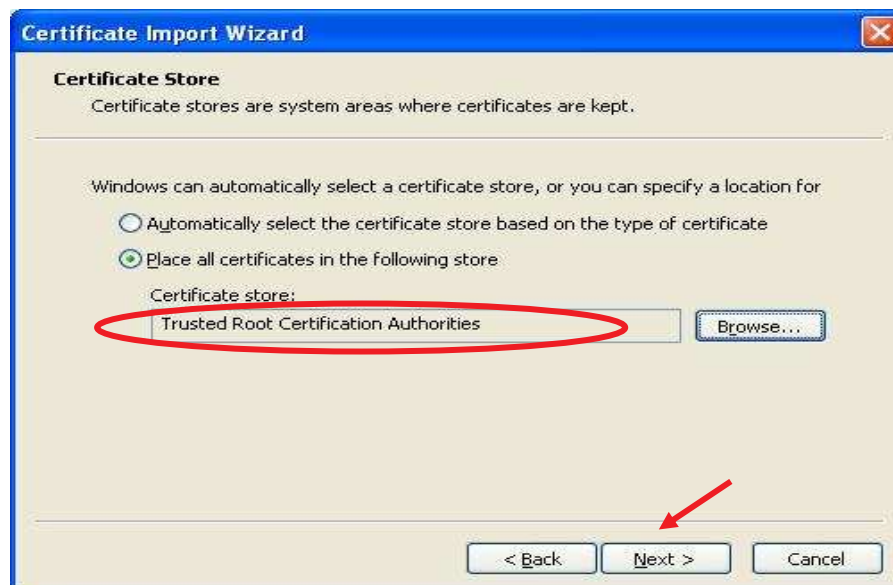 Certificate Import Wizard
Certificate Store
Certificate stores are system areas where certificates are kept.
Windows can automatically select a certificate store, or you can specify a location for
Automatically select the certificate store based on the type of certificate
Place all certificates in the following store
Certificate store:
Trusted Root Certification Authorities
Browse...
< Back
Next >
Cancel